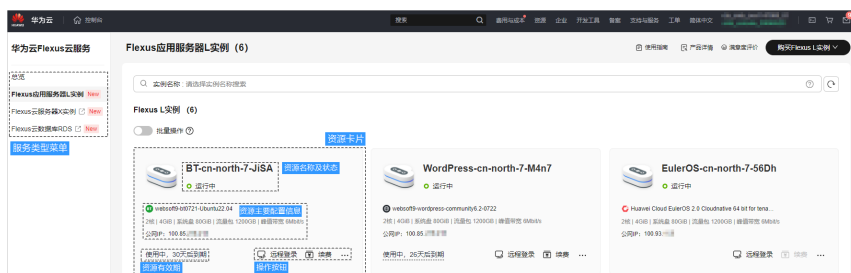 华为云 控制台 搜索 费用与成本 资源 企业 开发工具 备案 支持与服务 工单 简体中文
华为云Flexus云服务
Flexus应用服务器L实例（6）
使用指南 产品详情 满意度评价 购买Flexus L实例
总览
Flexus应用服务器L实例 New
Flexus云服务器X实例 New
Flexus云数据库RDS New
服务类型菜单
实例名称：请选择实例名称搜索
Flexus L实例 （6）
批量操作
资源卡片
BT-cn-north-7-JiSA
资源名称及状态
运行中
websoft9-bt0721-Ubuntu22.04
资源主要配置信息
2核 | 4GiB | 系统盘 80GiB | 流量包 1200GB | 峰值带宽 6Mbit/s
公网IP：100.85.
使用中，30天后到期
远程登录 续费 ...
资源有效期
操作按钮
WordPress-cn-north-7-M4n7
运行中
websoft9-wordpress-community6.2-0722
2核 | 4GiB | 系统盘 80GiB | 流量包 1200GB | 峰值带宽 6Mbit/s
公网IP：100.85.
使用中，26天后到期
远程登录 续费 ...
EulerOS-cn-north-7-56Dh
运行中
Huawei Cloud EulerOS 2.0 Cloudnative 64 bit for tena...
2核 | 4GiB | 系统盘 80GiB | 流量包 1200GB | 峰值带宽 6Mbit/s
公网IP：100.93.
远程登录 续费 ...